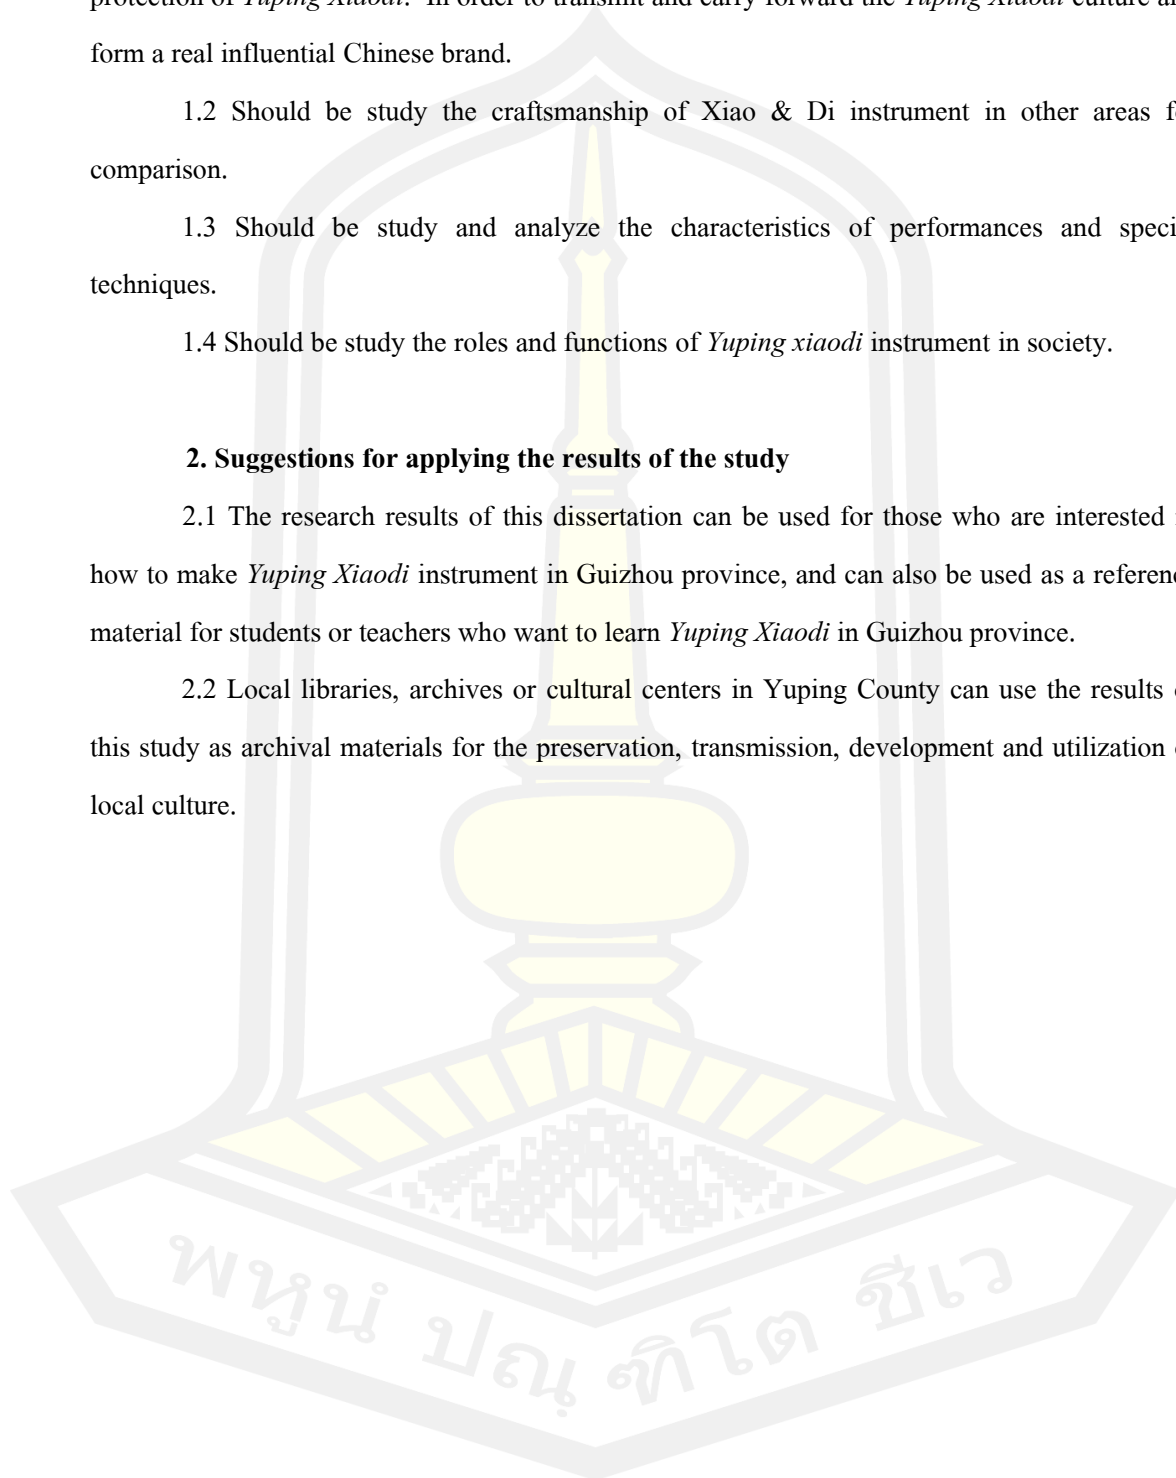 protection of Yuping Xiaodi. In order to transmit and carry forward the Yuping Xiaodi culture
form a real influential Chinese brand.
1.2 Should be study the craftsmanship of Xiao & Di instrument in other areas
comparison.
1.3 Should be study and analyze the characteristics of performances and
techniques.
1.4 Should be study the roles and functions of Yuping xiaodi instrument in society.
2. Suggestions for applying the results of the study
2.1 The research results of this dissertation can be used for those who are interested
how to make Yuping Xiaodi instrument in Guizhou province, and can also be used as a
material for students or teachers who want to learn Yuping Xiaodi in Guizhou province.
2.2 Local libraries, archives or cultural centers in Yuping County can use the results
this study as archival materials for the preservation, transmission, development and utilization
local culture.
พหูนํ ปณฺฑิโต ชีเว